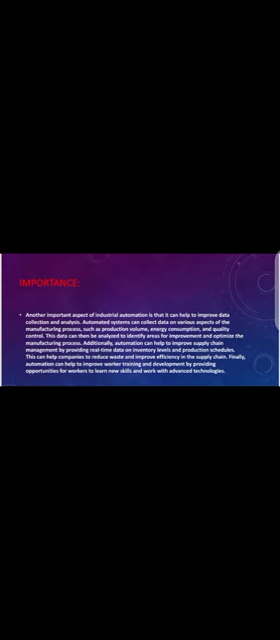 IMPORTANCE:
• Another important aspect of industrial automation is that it can help to improve data
collection and analysis. Automated systems can collect data on various aspects of the
manufacturing process, such as production volume, energy consumption, and quality
control. This data can then be analyzed to identify areas for improvement and optimize the
manufacturing process. Additionally, automation can help to improve supply chain
management by providing real-time data on inventory levels and production schedules.
This can help companies to reduce waste and improve efficiency in the supply chain. Finally,
automation can help to improve worker training and development by providing
opportunities for workers to learn new skills and work with advanced technologies.